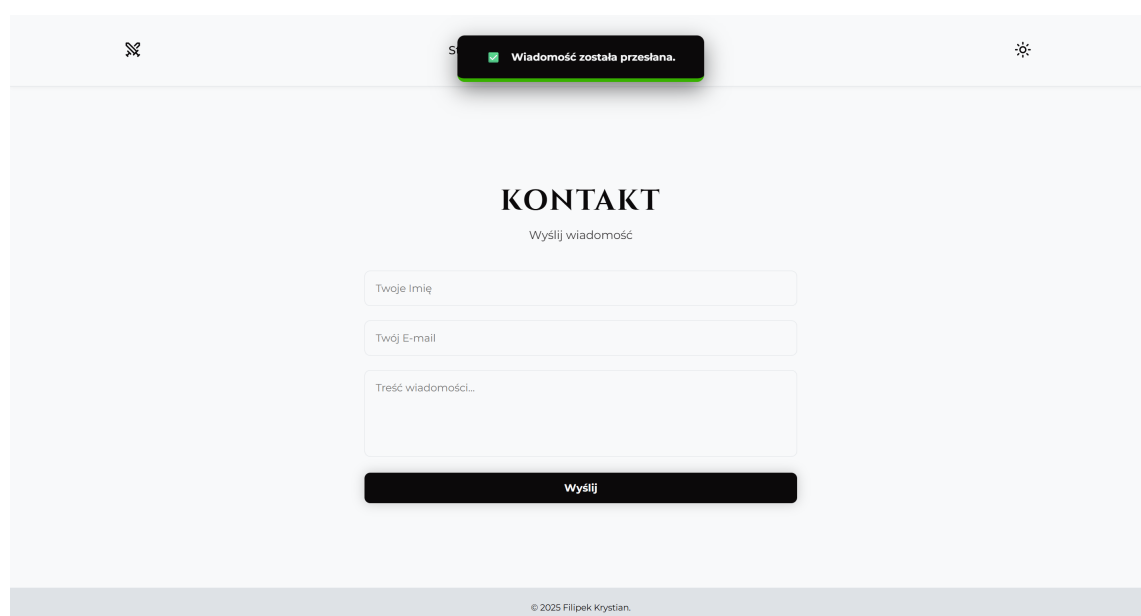 Wiadomość została przesłana.
KONTAKT
Wyślij wiadomość
Twoje Imię
Twój E-mail
Treść wiadomości...
Wyślij
© 2025 Filipek Krystian.